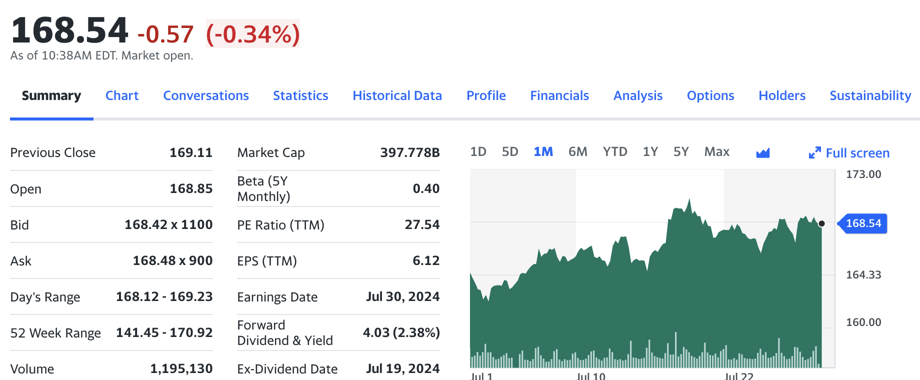 168.54 -0.57 (-0.34%)
As of 10:38AM EDT. Market open.
Summary Chart Conversations Statistics Historical Data Profile Financials Analysis Options Holders Sustainability
Previous Close 169.11
Open 168.85
Bid 168.42 x 1100
Ask 168.48 x 900
Day's Range 168.12 - 169.23
52 Week Range 141.45 - 170.92
Volume 1,195,130
Market Cap 397.778B
Beta (5Y
Monthly) 0.40
PE Ratio (TTM) 27.54
EPS (TTM) 6.12
Earnings Date Jul 30, 2024
Forward
Dividend & Yield 4.03 (2.38%)
Ex-Dividend Date Jul 19, 2024
1D 5D 1M 6M YTD 1Y 5Y Max Full screen
173.00
168.54
164.33
160.00
Jul 1 Jul 10 Jul 22